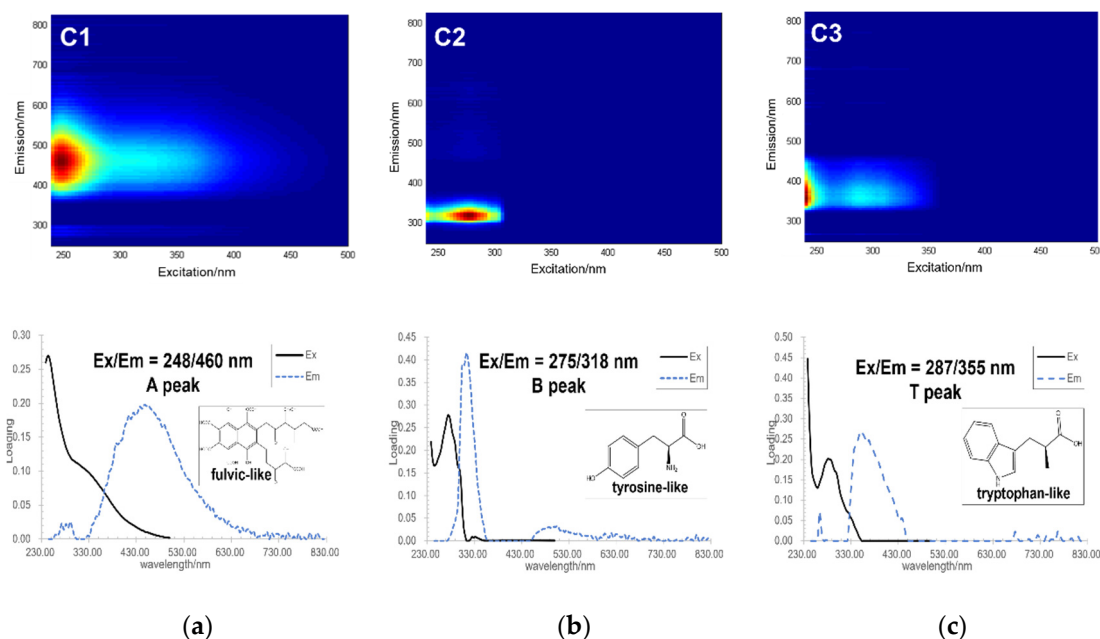 C1
Emission/nm
800
700
600
500
400
300
250
300
350
400
450
500
Excitation/nm
C2
Emission/nm
800
700
600
500
400
300
250
300
350
400
450
500
Excitation/nm
C3
Emission/nm
800
700
600
500
400
300
250
300
350
400
450
500
Excitation/nm
Ex/Em = 248/460 nm
A peak
Ex
Em
fulvic-like
Loading
0.30
0.25
0.20
0.15
0.10
0.05
0.00
230.00 330.00 430.00 530.00 630.00 730.00 830.00
wavelength/nm
Ex/Em = 275/318 nm
B peak
Ex
Em
O
OH
NH2
HO
tyrosine-like
Loading
0.45
0.40
0.35
0.30
0.25
0.20
0.15
0.10
0.05
0.00
230.00 330.00 430.00 530.00 630.00 730.00 830.00
wavelength/nm
Ex/Em = 287/355 nm
T peak
Ex
Em
O
OH
tryptophan-like
Loading
0.50
0.45
0.40
0.35
0.30
0.25
0.20
0.15
0.10
0.05
0.00
230.00 330.00 430.00 530.00 630.00 730.00 830.00
wavelength/nm
(a)
(b)
(c)